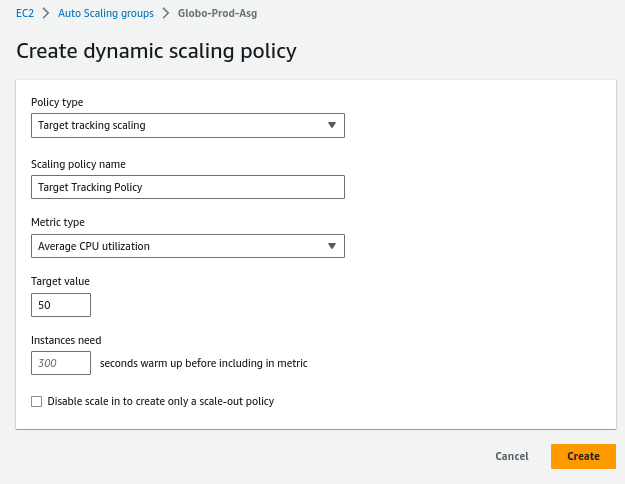 EC2 > Auto Scaling groups > Globo-Prod-Asg
Create dynamic scaling policy
Policy type
Target tracking scaling
Scaling policy name
Target Tracking Policy
Metric type
Average CPU utilization
Target value
50
Instances need
300 seconds warm up before including in metric
Disable scale in to create only a scale-out policy
Cancel Create